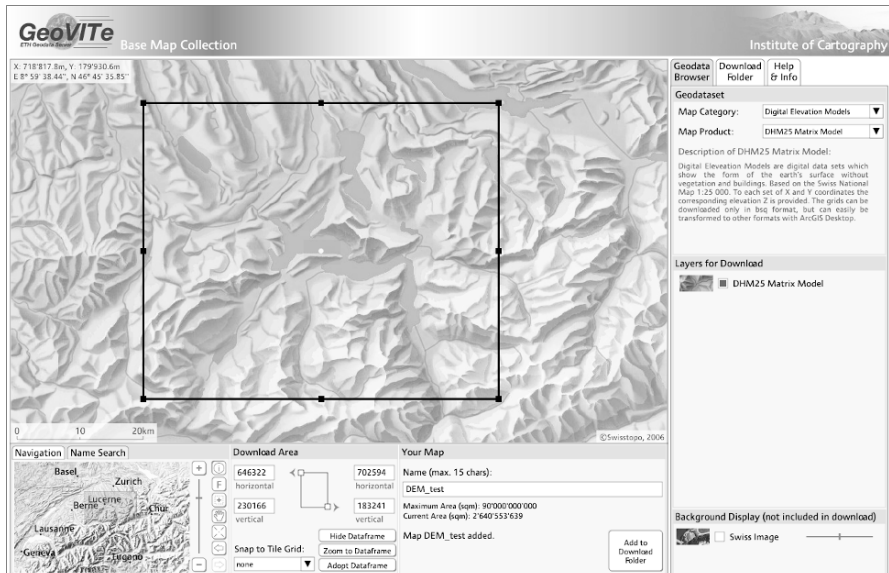 GeoVITe
ETH Geodata Server
Base Map Collection
Institute of Cartography
X: 718'817.8m, Y: 179'930.6m
E 8° 59' 38.44'', N 46° 45' 35.85''
0 10 20km
©Swisstopo, 2006
Geodata Browser
Download Folder
Help & Info
Geodataset
Map Category: Digital Elevation Models
Map Product: DHM25 Matrix Model
Description of DHM25 Matrix Model:
Digital Eleveation Models are digital data sets which
show the form of the earth's surface without
vegetation and buildings. Based on the Swiss National
Map 1:25 000. To each set of X and Y coordinates the
corresponding elevation Z is provided. The grids can be
downloaded only in bsq format, but can easily be
transformed to other formats with ArcGIS Desktop.
Layers for Download
DHM25 Matrix Model
Background Display (not included in download)
Swiss Image
Navigation
Name Search
Basel
Zurich
Lucerne
Berne
Chur
Lausanne
Geneva
Lugano
F
Download Area
646322
horizontal
702594
horizontal
230166
vertical
183241
vertical
Hide Dataframe
Snap to Tile Grid:
Zoom to Dataframe
none
Adopt Dataframe
Your Map
Name (max. 15 chars):
DEM_test
Maximum Area (sqm): 90'000'000'000
Current Area (sqm): 2'640'553'639
Map DEM_test added.
Add to
Download
Folder